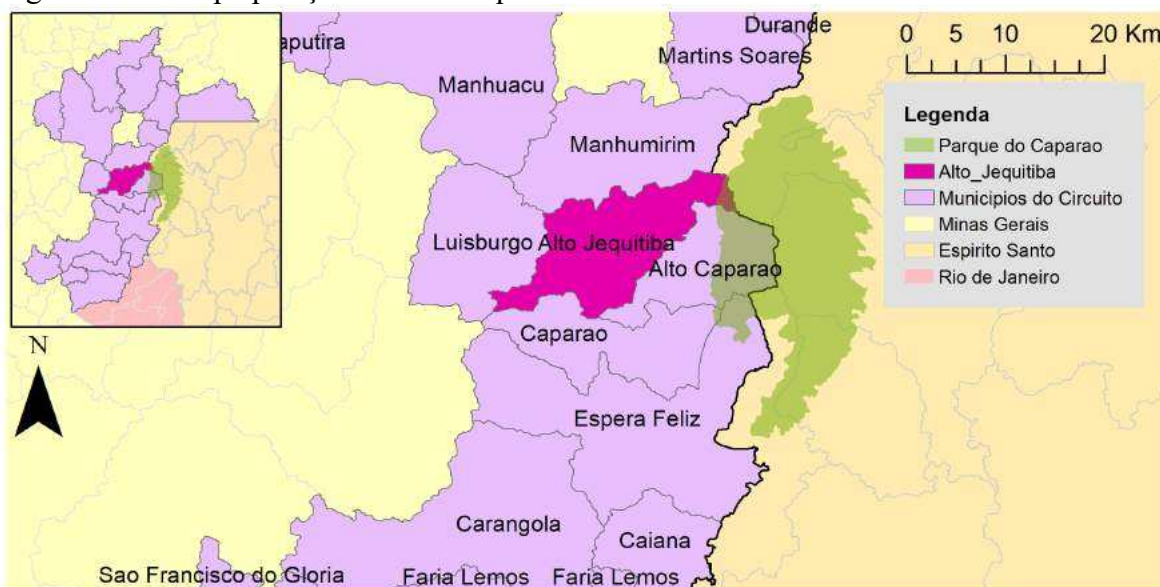 aputira
Manhuacu
Durande
Martins Soares
Manhumirim
Luisburgo
Alto Jequitiba
Alto Caparao
Caparao
Espera Feliz
Carangola
Caiana
Sao Francisco do Gloria
Faria Lemos
Faria Lemos
N
0 5 10 20 Km
Legenda
Parque do Caparao
Alto_Jequitiba
Municipios do Circuito
Minas Gerais
Espirito Santo
Rio de Janeiro